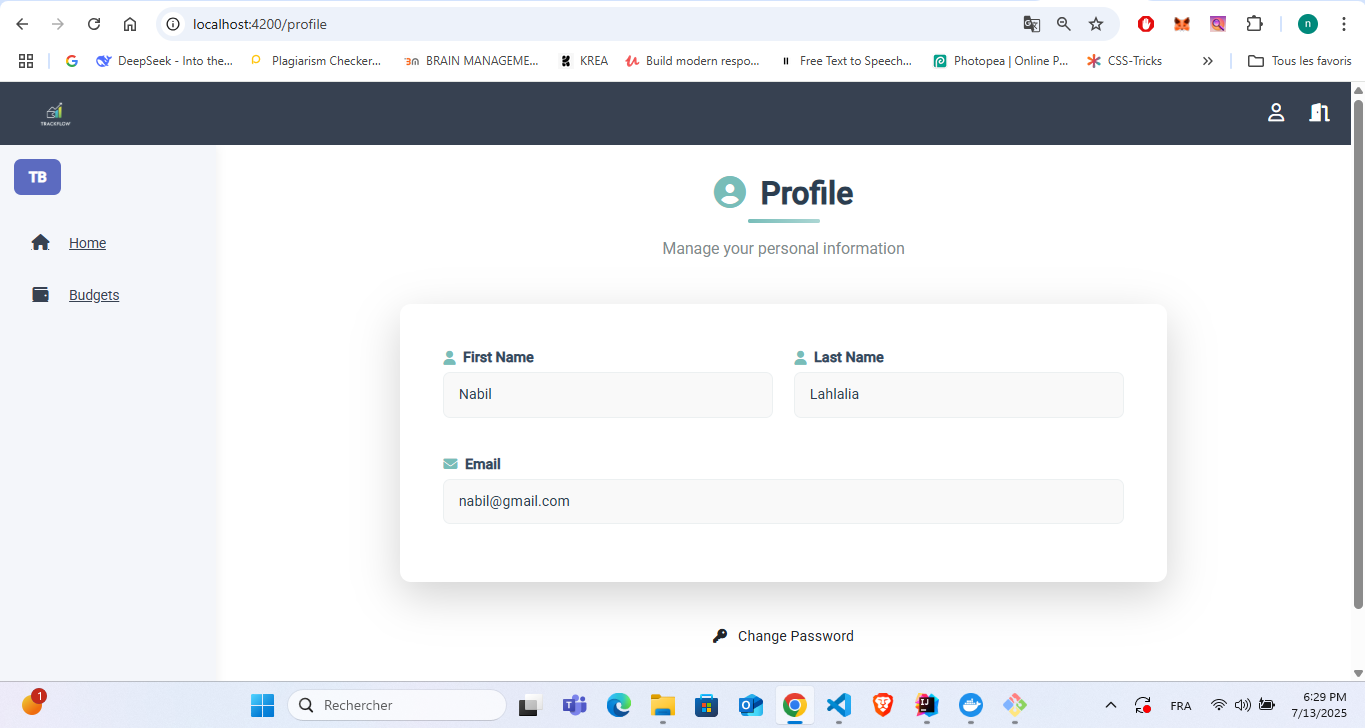 localhost:4200/profile
n
DeepSeek - Into the...
Plagiarism Checker...
BRAIN MANAGEME...
KREA
Build modern respo...
Free Text to Speech...
Photopea | Online P...
CSS-Tricks
»
Tous les favoris
TRACKFLOW
TB
Profile
Home
Manage your personal information
Budgets
First Name
Last Name
Nabil
Lahlalia
Email
nabil@gmail.com
Change Password
1
Rechercher
FRA
6:29 PM
7/13/2025